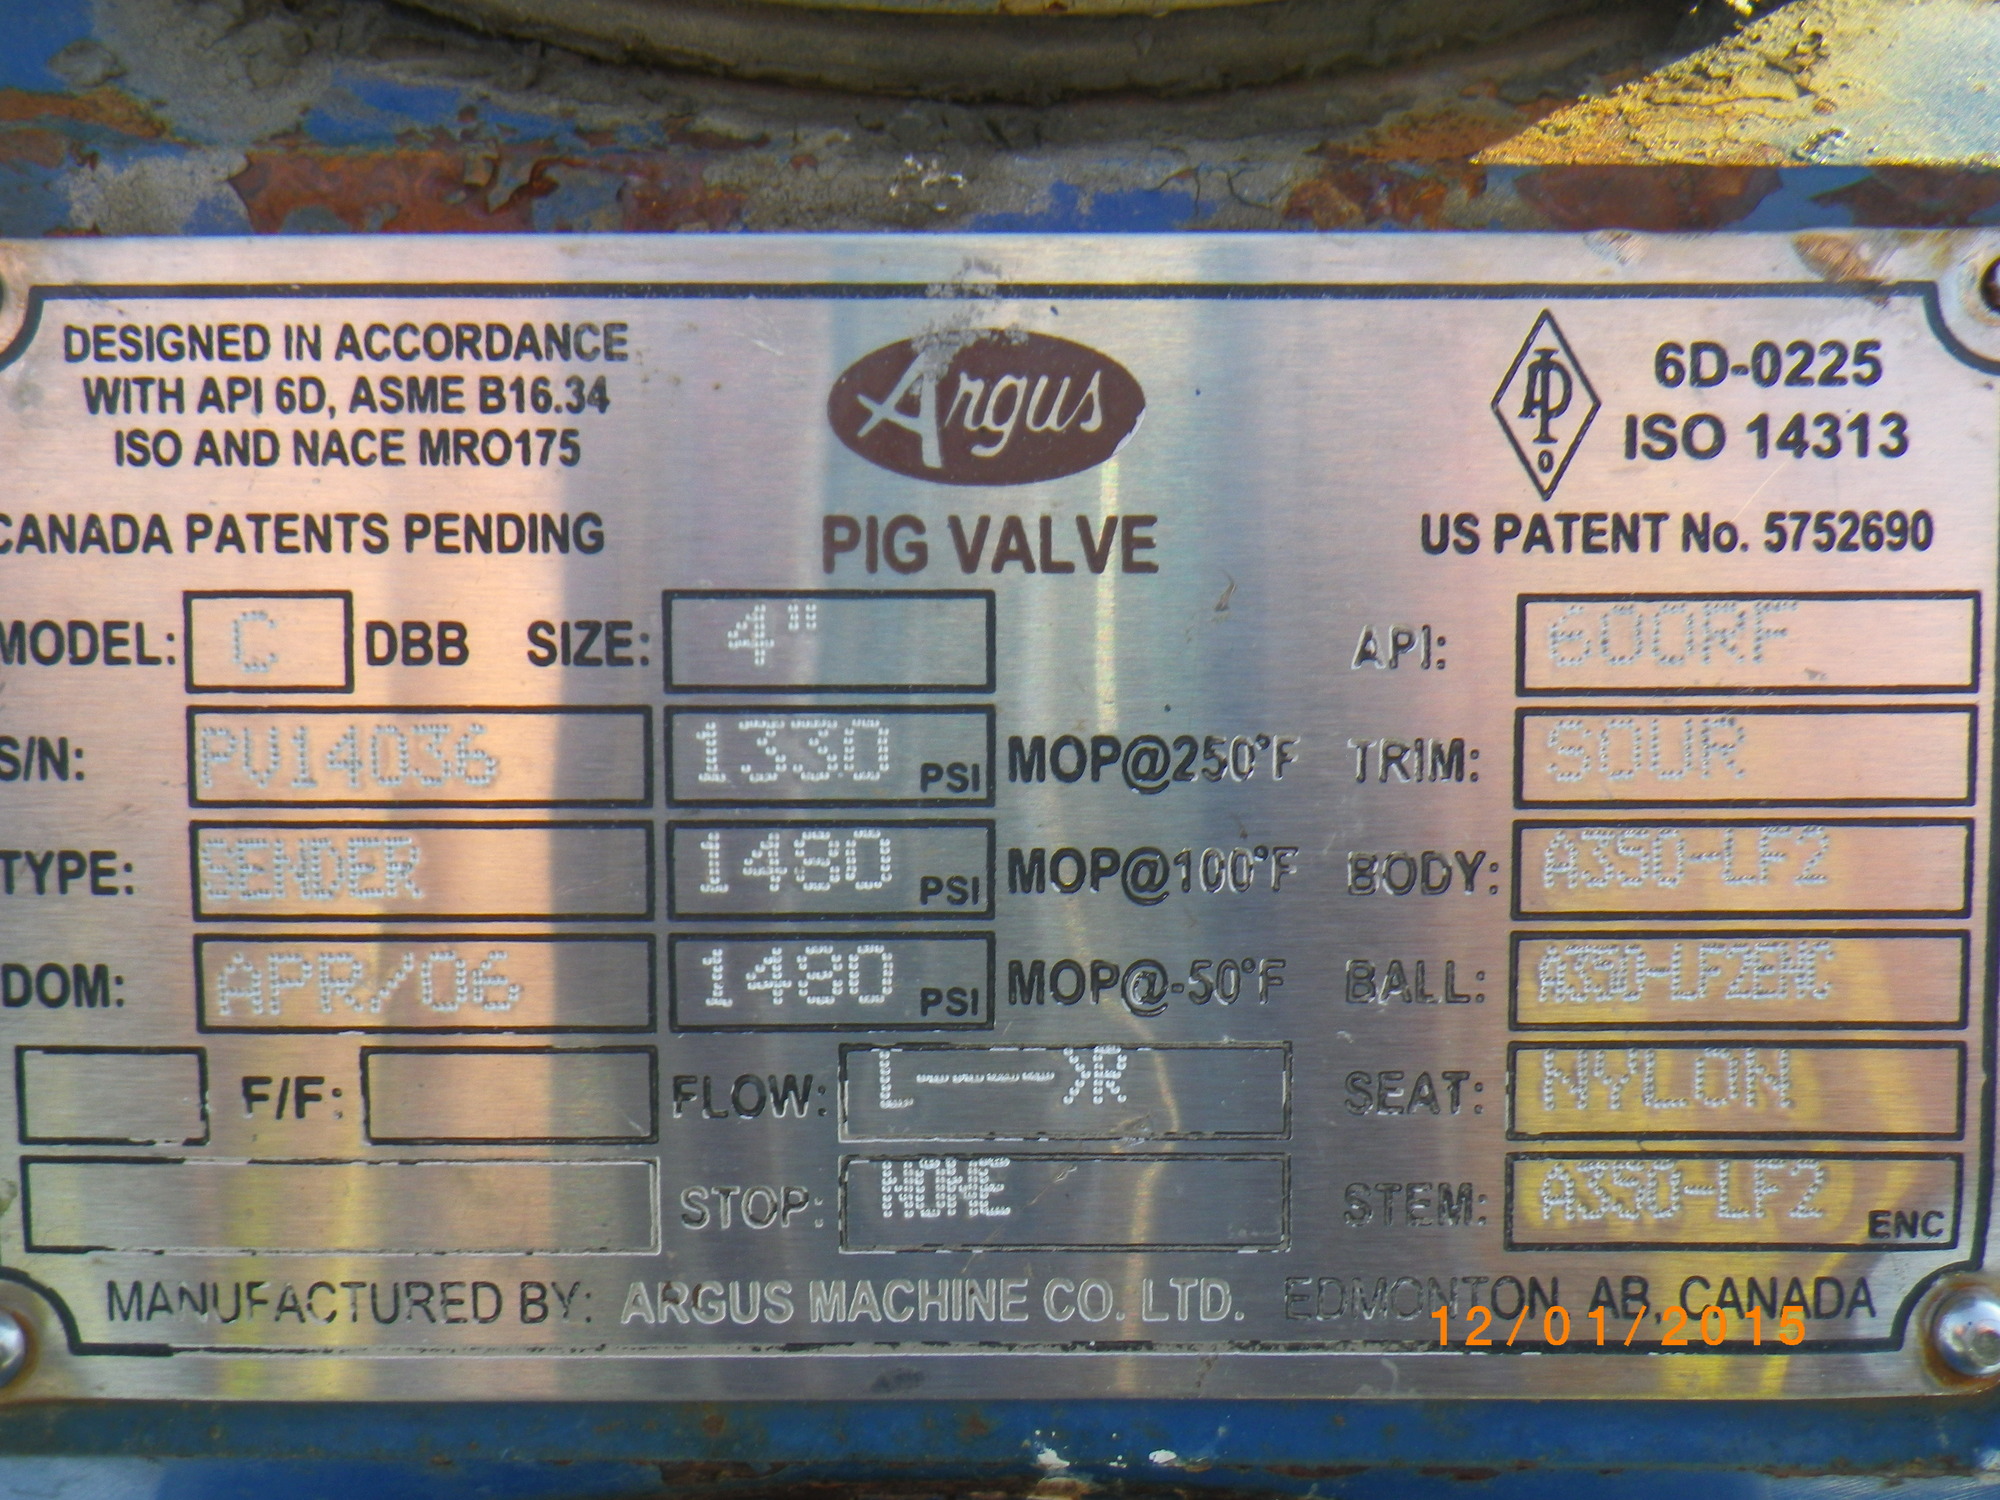 DESIGNED IN ACCORDANCE
WITH API 6D, ASME B16.34
ISO AND NACE MRO175
CANADA PATENTS PENDING
Argus
PIG VALVE
API
6D-0225
ISO 14313
US PATENT No. 5752690
MODEL: C DBB SIZE: 4" API: 600RF
S/N: PV14036 1330 PSI MOP@250°F TRIM: SOUR
TYPE: SENDER 1480 PSI MOP@100°F BODY: A350-LF2
DOM: APR/06 1480 PSI MOP@-50°F BALL: A350-LF2ENC
F/F: FLOW: L--->R SEAT: NYLON
STOP: NONE STEM: A350-LF2 ENC
MANUFACTURED BY: ARGUS MACHINE CO. LTD. EDMONTON, AB, CANADA
12/01/2015